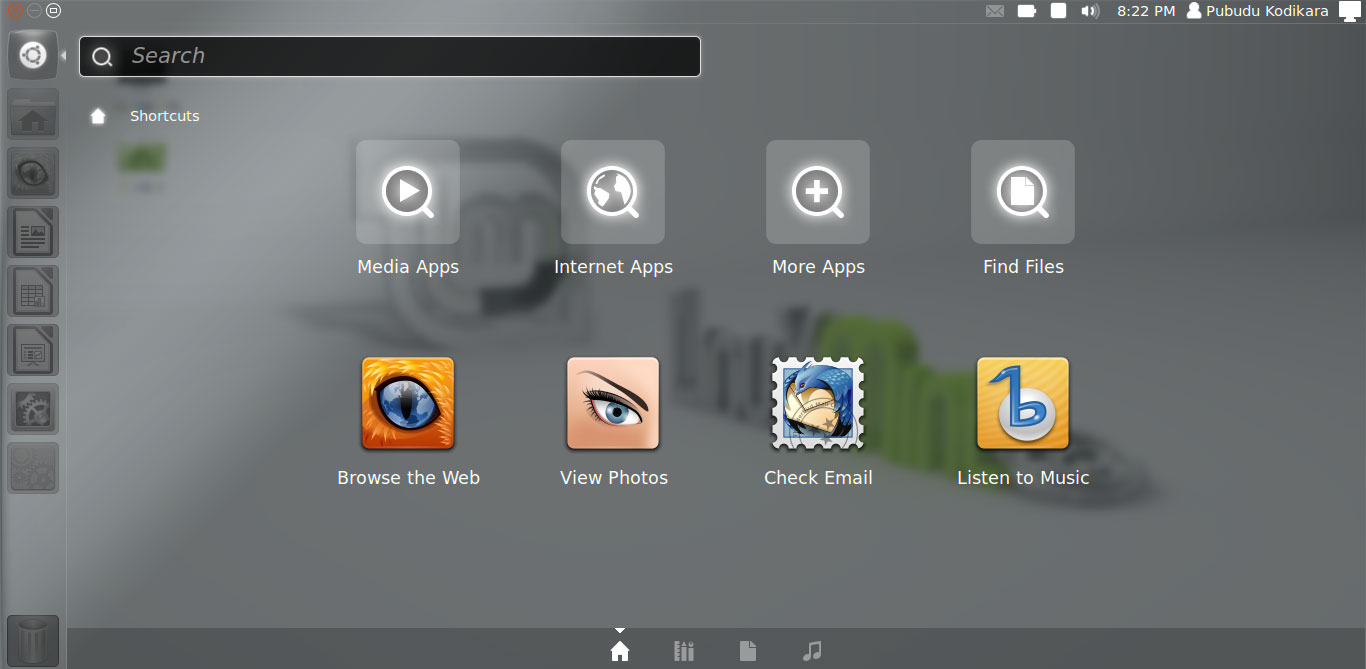 8:22 PM Pubudu Kodikara
Search
Shortcuts
Media Apps Internet Apps More Apps Find Files
Browse the Web View Photos Check Email Listen to Music